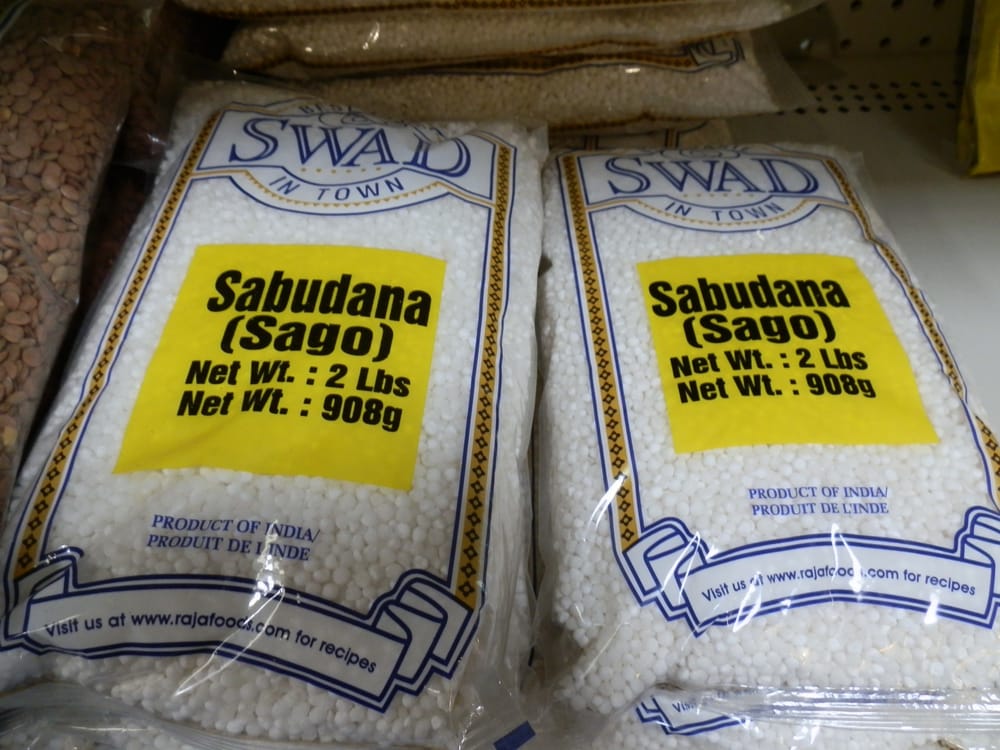 BEST
SWAD
IN TOWN
Sabudana
(Sago)
Net Wt. : 2 Lbs
Net Wt. : 908g
PRODUCT OF INDIA/
PRODUIT DE L'INDE
Visit us at www.rajafoods.com for recipes
SWAD
IN TOWN
Sabudana
(Sago)
Net Wt. : 2 Lbs
Net Wt. : 908g
PRODUCT OF INDIA/
PRODUIT DE L'INDE
Visit us at www.rajafoods.com for recipes